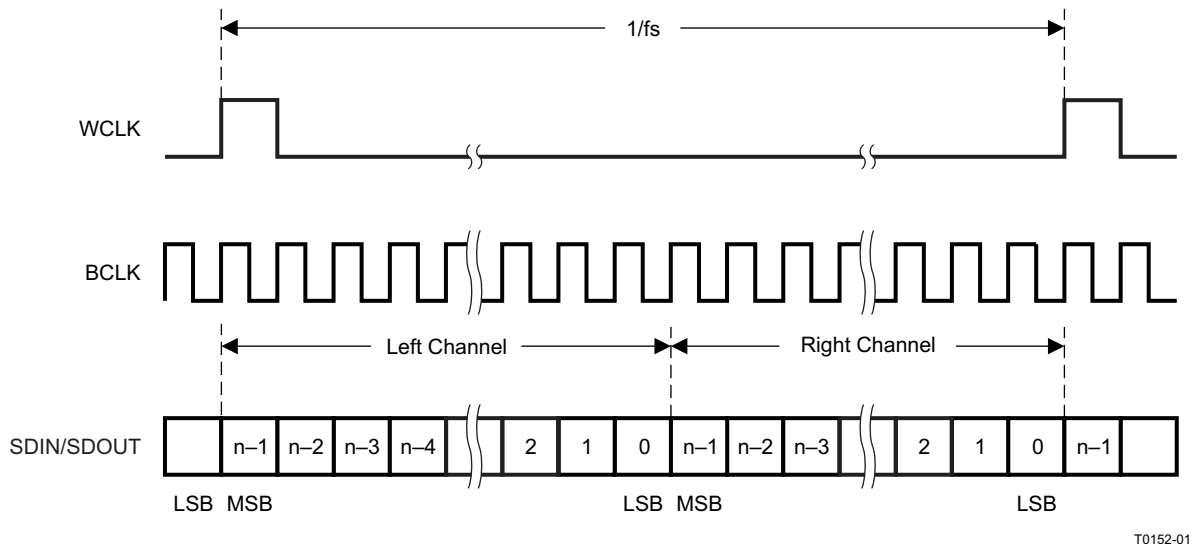 1/fs
WCLK
BCLK
Left Channel
Right Channel
SDIN/SDOUT
n–1 n–2 n–3 n–4 2 1 0 n–1 n–2 n–3 2 1 0 n–1
LSB MSB LSB MSB LSB
T0152-01